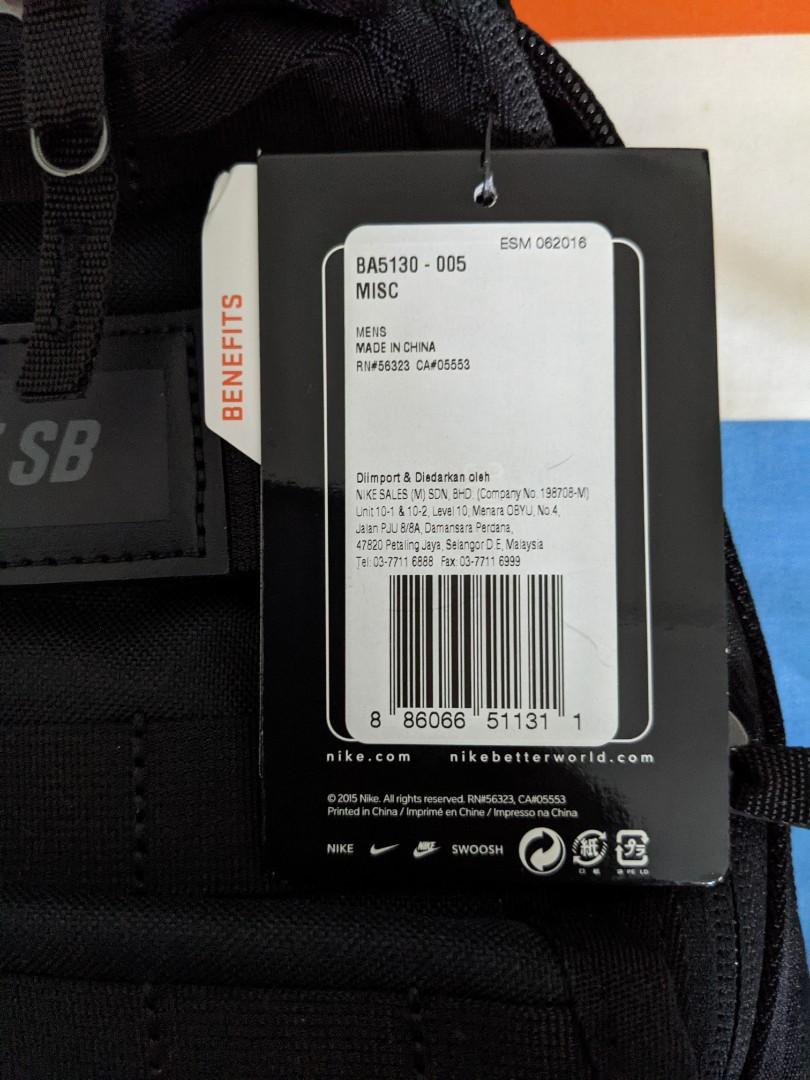 ESM 062016
BA5130 - 005
MISC
MENS
MADE IN CHINA
RN#56323 CA#05553
Diimport & Diedarkan oleh
NIKE SALES (M) SDN. BHD. (Company No. 198708-M)
Unit 10-1 & 10-2, Level 10, Menara OBYU, No.4,
Jalan PJU 8/8A, Damansara Perdana,
47820 Petaling Jaya, Selangor D.E, Malaysia
Tel: 03-7711 6888 Fax: 03-7711 6999
8 86066 51131 1
nike.com nikebetterworld.com
© 2015 Nike. All rights reserved. RN#56323, CA#05553
Printed in China / Imprimé en Chine / Impresso na China
NIKE NIKE SWOOSH 紙 プラ
BENEFITS
SB